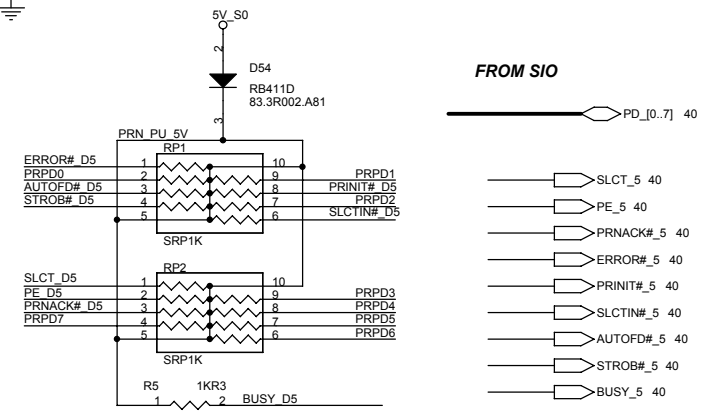 5V_S0
2
D54
RB411D
83.3R002.A81
3
PRN_PU_5V
RP1
ERROR#_D5 1 10
PRPD0 2 9 PRPD1
AUTOFD#_D5 3 8 PRINIT#_D5
STROB#_D5 4 7 PRPD2
5 6 SLCTIN#_D5
SRP1K
RP2
SLCT_D5 1 10
PE_D5 2 9 PRPD3
PRNACK#_D5 3 8 PRPD4
PRPD7 4 7 PRPD5
5 6 PRPD6
SRP1K
R5 1KR3
1 2 BUSY_D5
FROM SIO
PD_[0..7] 40
SLCT_5 40
PE_5 40
PRNACK#_5 40
ERROR#_5 40
PRINIT#_5 40
SLCTIN#_5 40
AUTOFD#_5 40
STROB#_5 40
BUSY_5 40